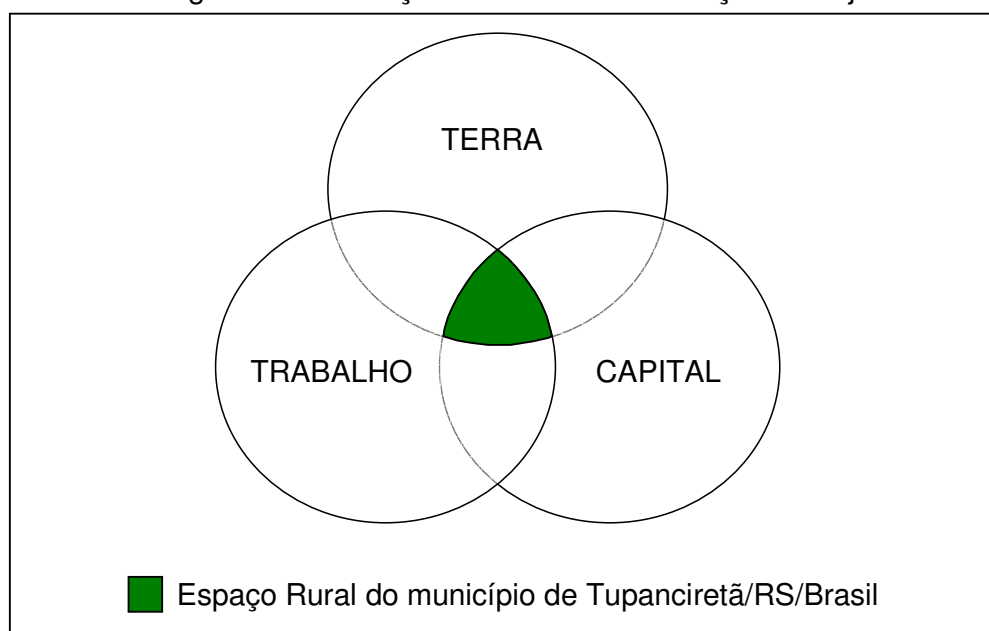 TERRA
TRABALHO
CAPITAL
Espaço Rural do município de Tupanciretã/RS/Brasil